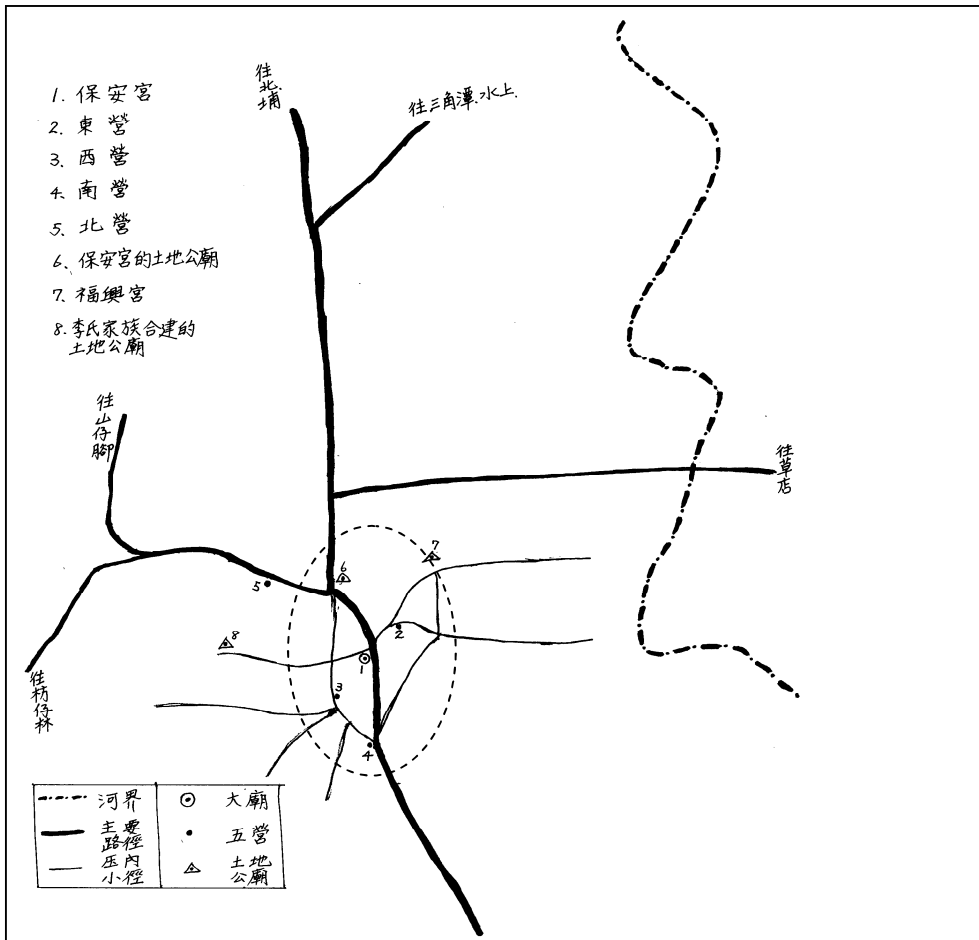 1. 保安宮
2. 東營
3. 西營
4. 南營
5. 北營
6. 保安宮的土地公廟
7. 福興宮
8. 李氏家族合建的
土地公廟
往北埔
往三角潭.水上.
往山仔腳
往草店
往枋仔林
7
6
5
2
8
1
3
4
河界
主要
路徑
庄內
小徑
大廟
五營
土地
公廟